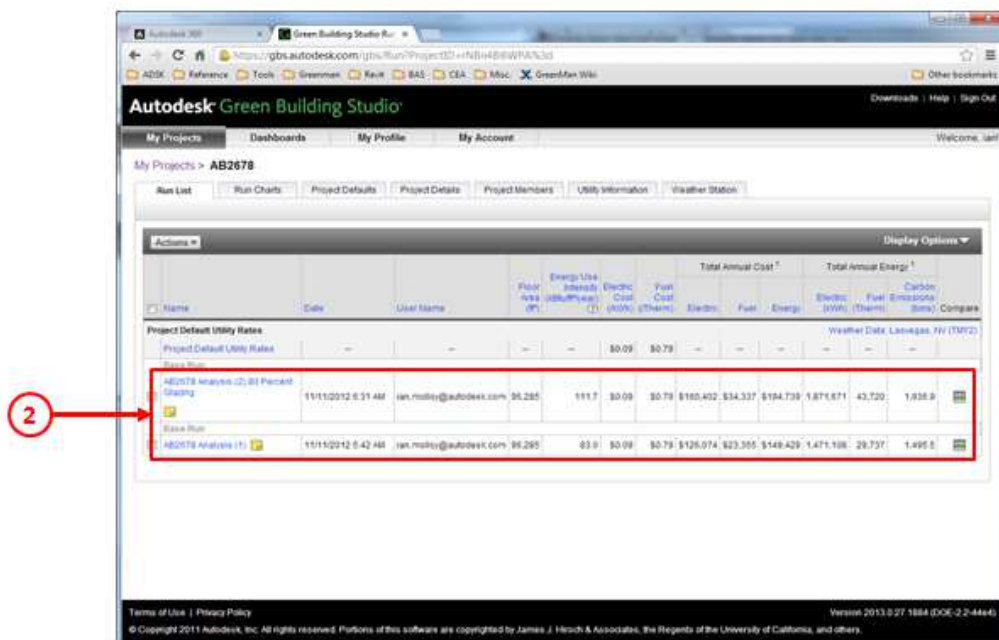 Autodesk 360
Green Building Studio Ru
https://gbs.autodesk.com/gbs/Run?ProjectID=
ADSK Reference Tools Greenman Revit BAS CEA Misc. GreenMan Wiki Other bookmarks
Autodesk Green Building Studio
Downloads | Help | Sign Out
My Projects Dashboards My Profile My Account Welcome, ian!
My Projects > AB2678
Run List Run Charts Project Defaults Project Details Project Members Utility Information Weather Station
Actions Display Options
Total Annual Cost Total Annual Energy
Name Date User Name Floor Area (ft²) Energy Use Intensity (kBtu/ft²/year) Electric Cost (/kWh) Fuel Cost (/Therm) Electric Fuel Energy Electric (kWh) Fuel (Therm) Carbon Emissions (tons) Compare
Project Default Utility Rates Weather Data: Lasvegas, NV (TMY2)
Project Default Utility Rates -- -- -- -- $0.09 $0.79 -- -- -- -- -- --
Base Run
AB2678 Analysis (2) 80 Percent Glazing 11/11/2012 6:31 AM ian.molloy@autodesk.com 95,285 111.7 $0.09 $0.79 $160,402 $34,337 $194,739 1,871,671 43,720
Base Run
AB2678 Analysis (1) 11/11/2012 5:42 AM ian.molloy@autodesk.com 95,285 83.0 $0.09 $0.79 $126,074 $23,355 $149,429 29,737
2
Terms of Use | Privacy Policy Version 2013.0.27.1884 (DOE-2.2-44e4)
© Copyright 2011 Autodesk, Inc. All rights reserved. Portions of this software are copyrighted by James J. Hirsch & Associates, the Regents of the University of California, and others.